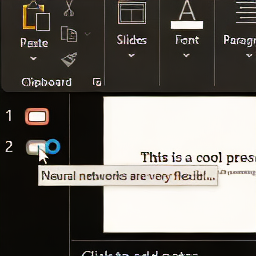 Paste
Slides
Font
Paragr
Clipboard
1
2
This is a cool pres
Neural networks are very flexibl...
Click to add notes